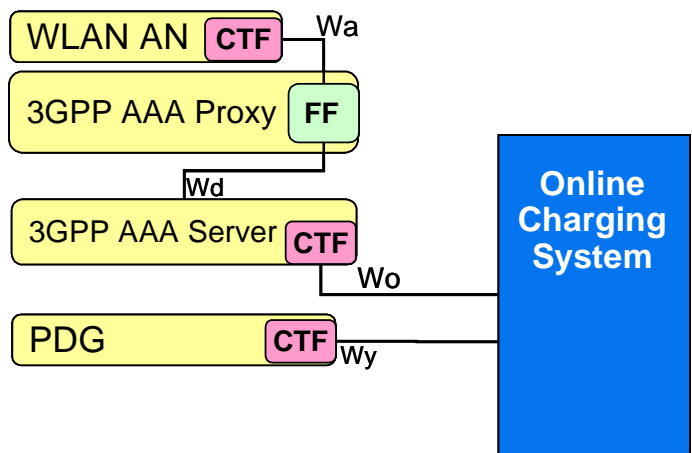 WLAN AN CTF Wa
3GPP AAA Proxy FF
Wd
3GPP AAA Server CTF
Wo
PDG CTF Wy
Online
Charging
System